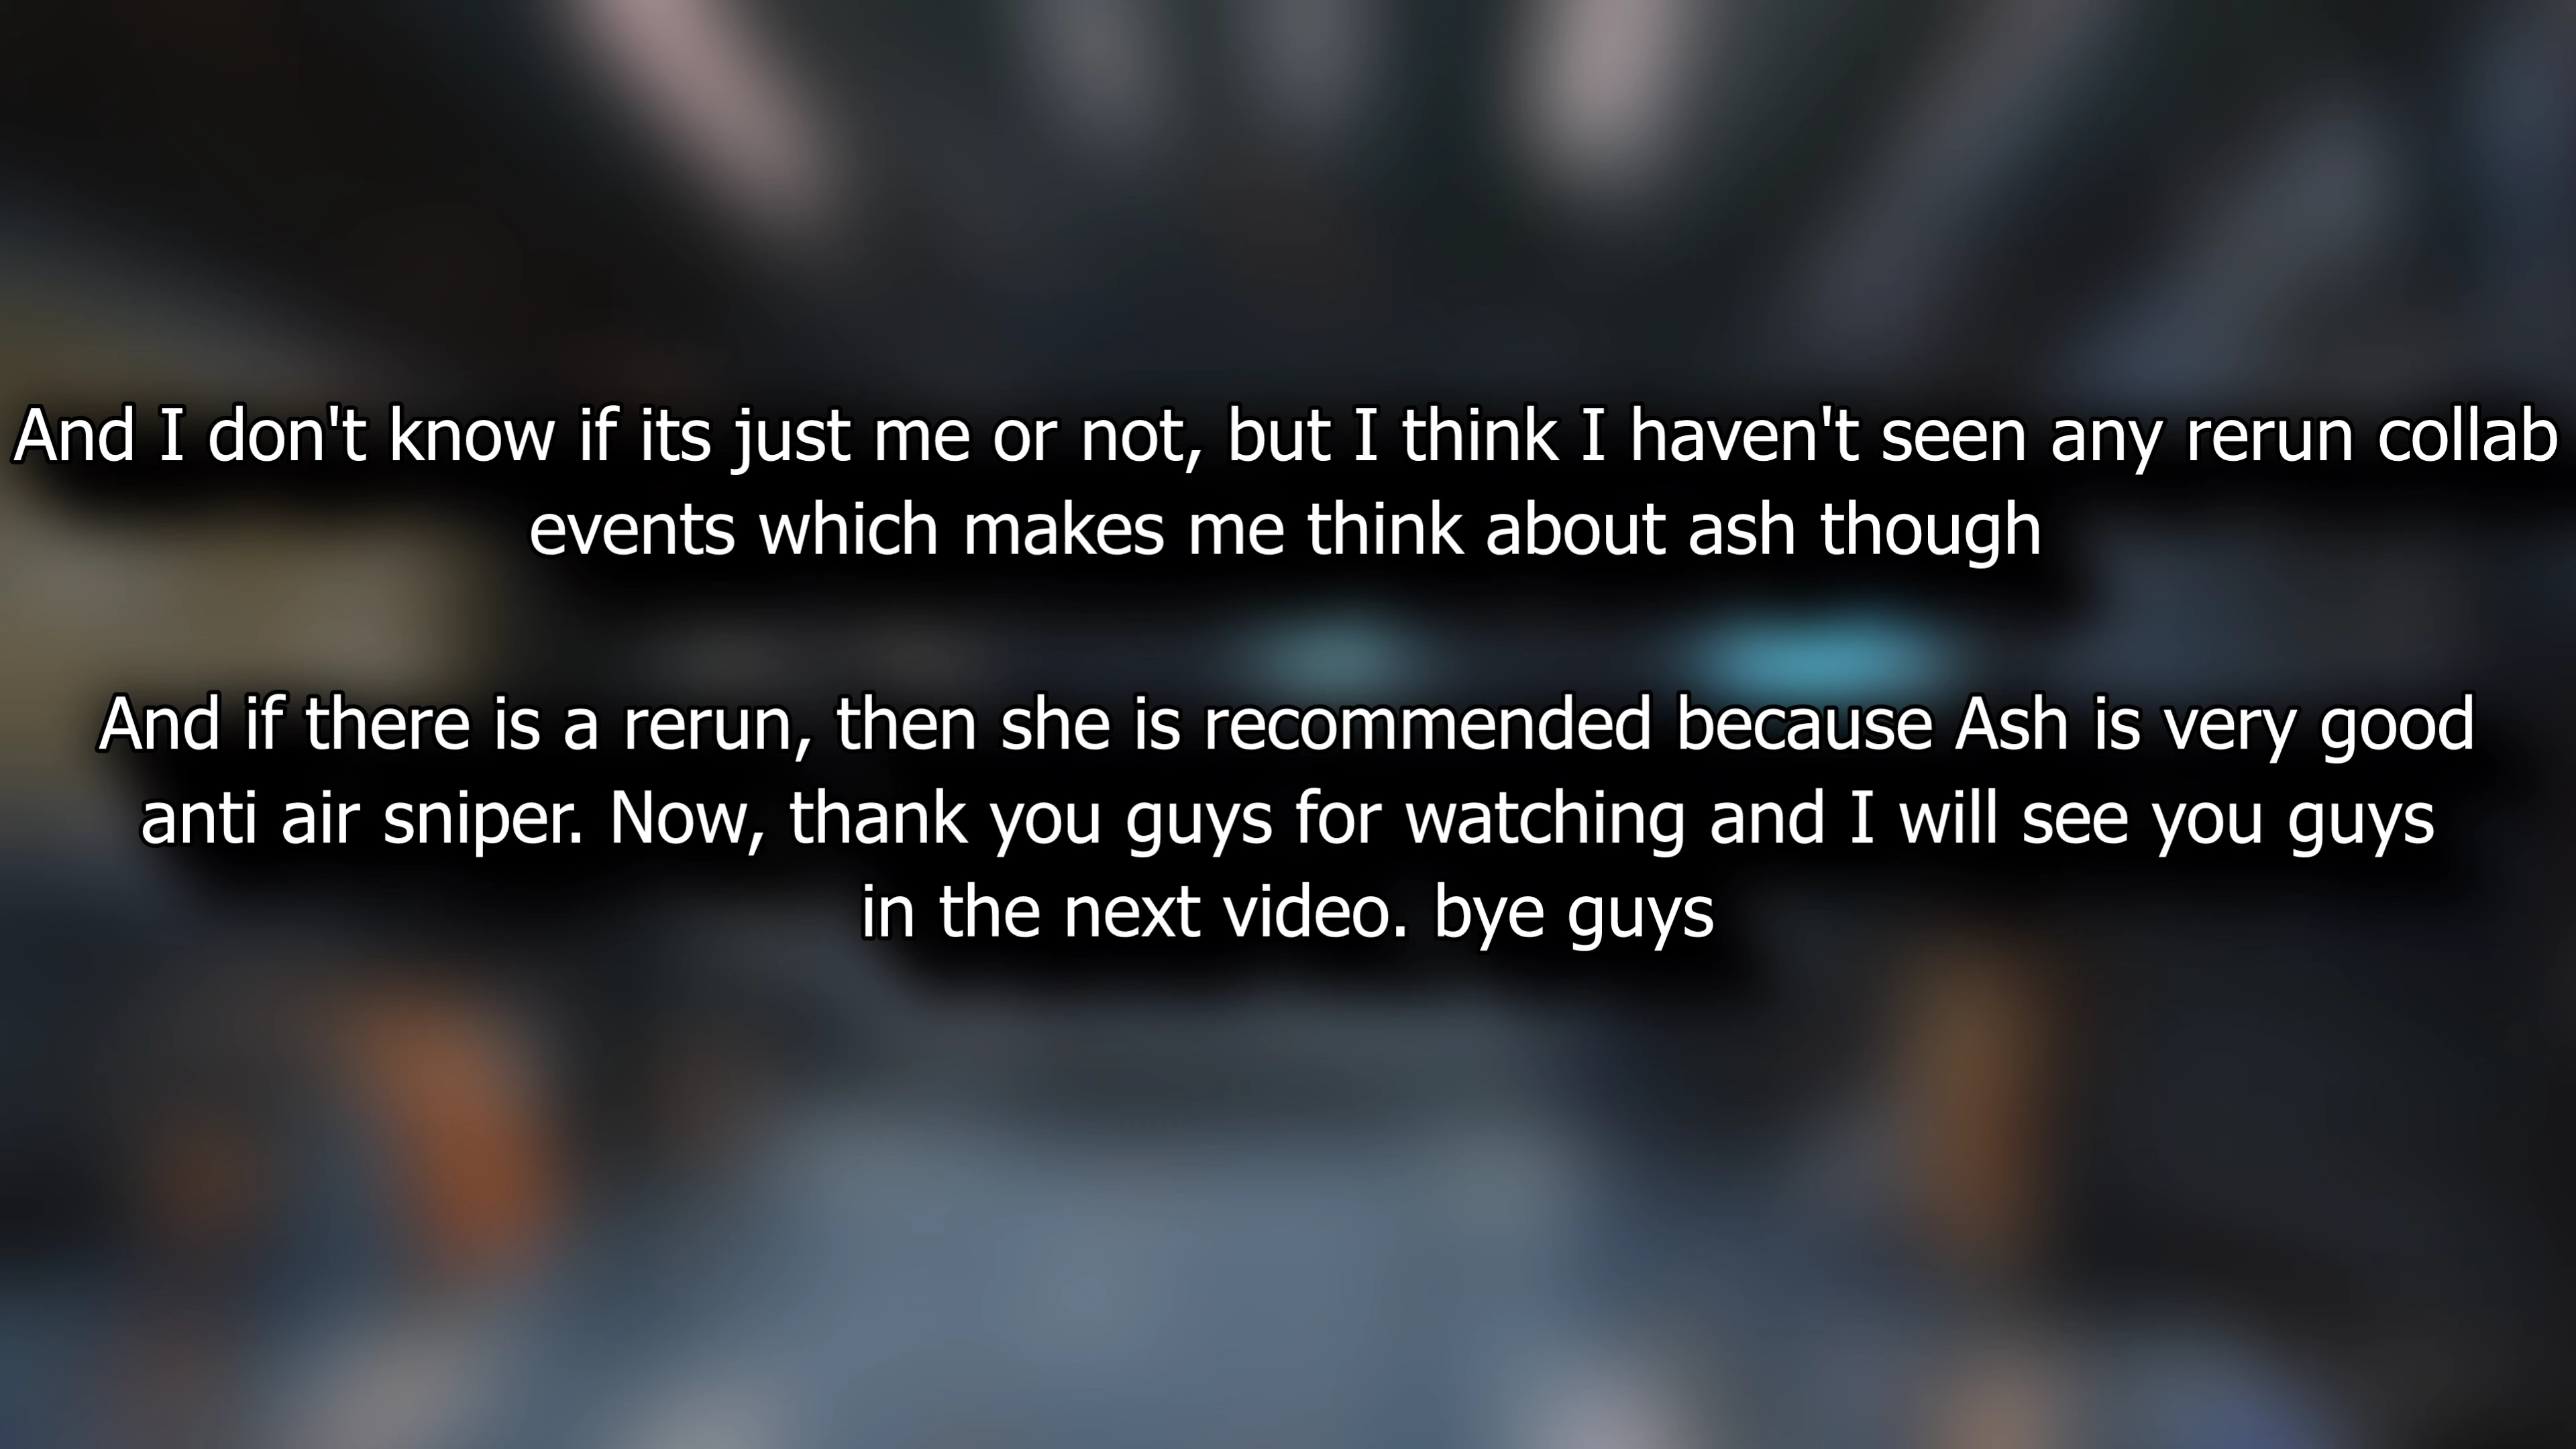 And I don't know if its just me or not, but I think I haven't seen any rerun collab
events which makes me think about ash though
And if there is a rerun, then she is recommended because Ash is very good
anti air sniper. Now, thank you guys for watching and I will see you guys
in the next video. bye guys